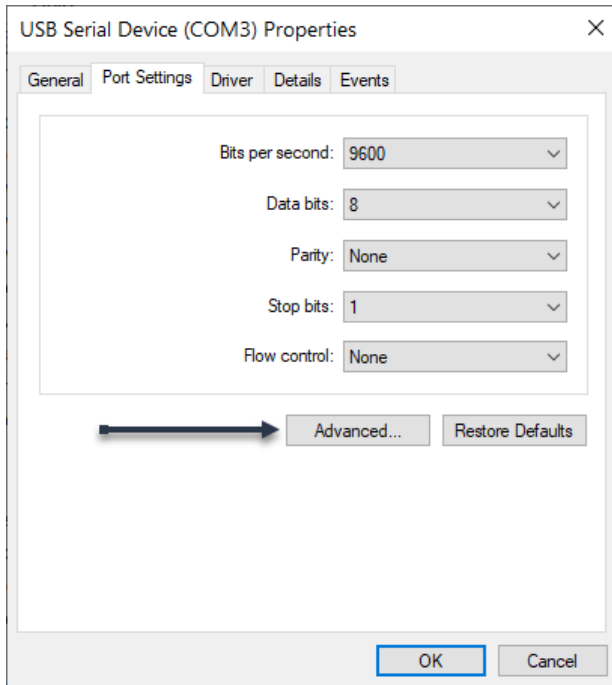 USB Serial Device (COM3) Properties
General Port Settings Driver Details Events
Bits per second: 9600
Data bits: 8
Parity: None
Stop bits: 1
Flow control: None
Advanced... Restore Defaults
OK Cancel